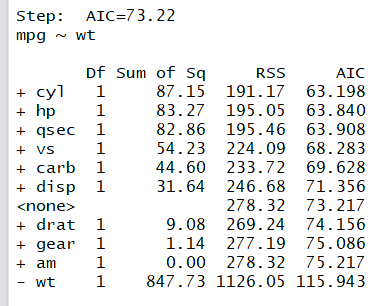 Step:  AIC=73.22
mpg ~ wt

       Df Sum of Sq     RSS     AIC
+ cyl   1     87.15  191.17  63.198
+ hp    1     83.27  195.05  63.840
+ qsec  1     82.86  195.46  63.908
+ vs    1     54.23  224.09  68.283
+ carb  1     44.60  233.72  69.628
+ disp  1     31.64  246.68  71.356
<none>               278.32  73.217
+ drat  1      9.08  269.24  74.156
+ gear  1      1.14  277.19  75.086
+ am    1      0.00  278.32  75.217
- wt    1    847.73 1126.05 115.943